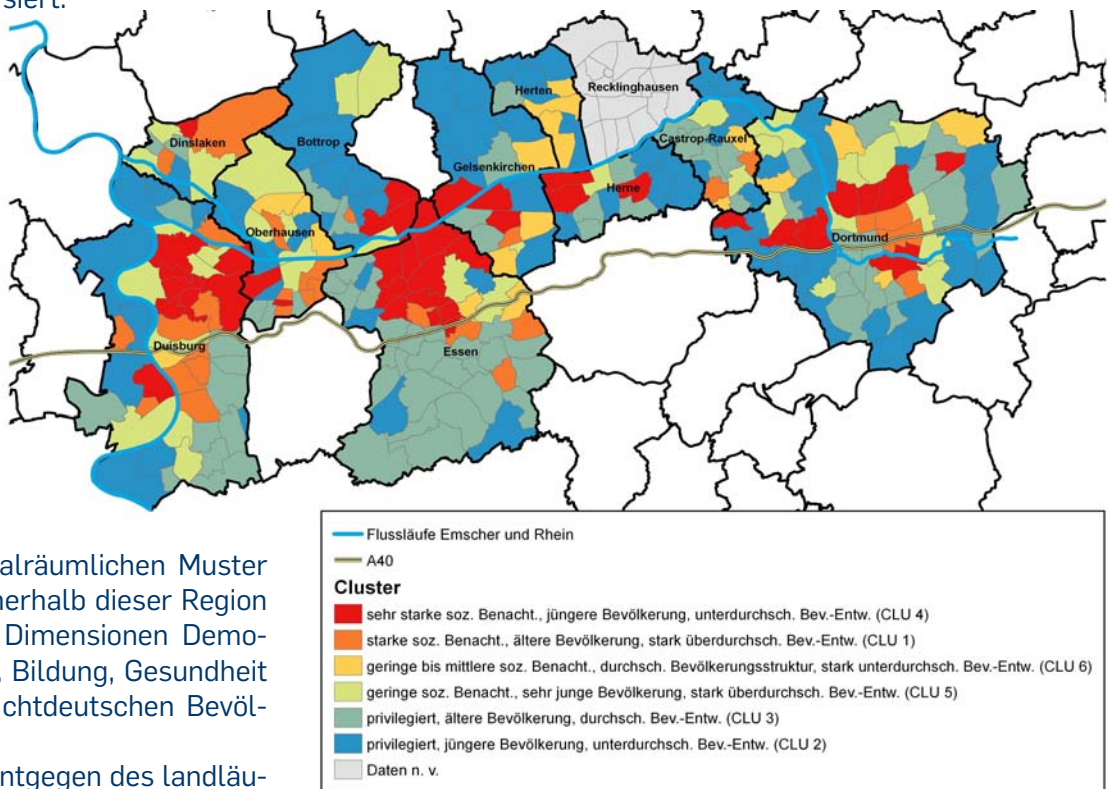 siert.
Recklinghausen
Herten
Dinslaken
Bottrop
Castrop-Rauxel
Gelsenkirchen
Herne
Oberhausen
Dortmund
Duisburg
Essen
Flussläufe Emscher und Rhein
A40
Cluster
sehr starke soz. Benacht., jüngere Bevölkerung, unterdurchsch. Bev.-Entw. (CLU 4)
starke soz. Benacht., ältere Bevölkerung, stark überdurchsch. Bev.-Entw. (CLU 1)
geringe bis mittlere soz. Benacht., durchsch. Bevölkerungsstruktur, stark unterdurchsch. Bev.-Entw. (CLU 6)
geringe soz. Benacht., sehr junge Bevölkerung, stark überdurchsch. Bev.-Entw. (CLU 5)
privilegiert, ältere Bevölkerung, durchsch. Bev.-Entw. (CLU 3)
privilegiert, jüngere Bevölkerung, unterdurchsch. Bev.-Entw. (CLU 2)
Daten n. v.
alräumlichen Muster
nerhalb dieser Region
Dimensionen Demo-
, Bildung, Gesundheit
chtdeutschen Bevöl-
ntgegen des landläu-